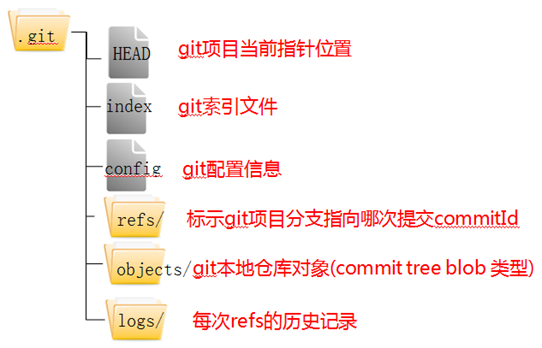 .git
HEAD git项目当前指针位置
index git索引文件
config git配置信息
refs/ 标示git项目分支指向哪次提交commitId
objects/git本地仓库对象(commit tree blob 类型)
logs/ 每次refs的历史记录